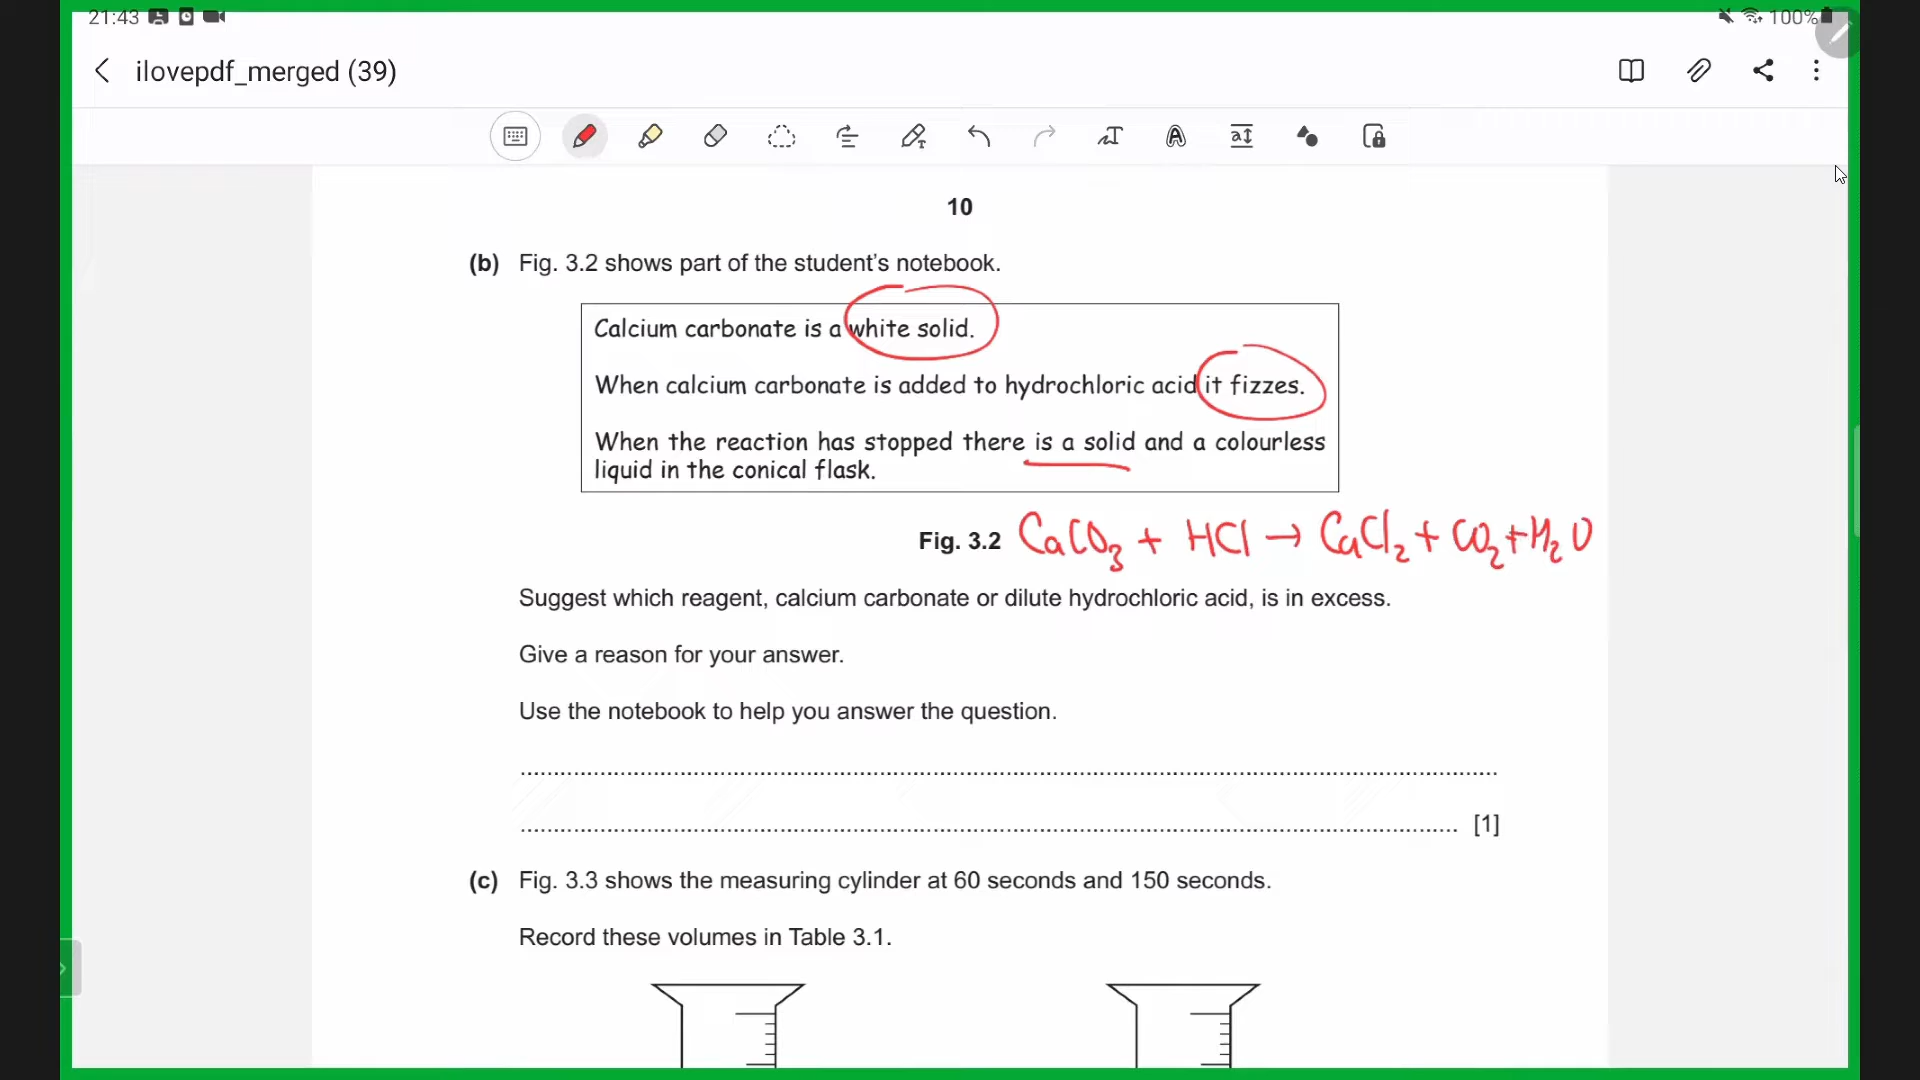 21:43
100%
ilovepdf_merged (39)
10
(b) Fig. 3.2 shows part of the student's notebook.
Calcium carbonate is a white solid.
When calcium carbonate is added to hydrochloric acid it fizzes.
When the reaction has stopped there is a solid and a colourless
liquid in the conical flask.
Fig. 3.2 CaCO₃ + HCl → CaCl₂ + CO₂ + H₂O
Suggest which reagent, calcium carbonate or dilute hydrochloric acid, is in excess.
Give a reason for your answer.
Use the notebook to help you answer the question.
..........................................................................................................................................................
.................................................................................................................................................... [1]
(c) Fig. 3.3 shows the measuring cylinder at 60 seconds and 150 seconds.
Record these volumes in Table 3.1.